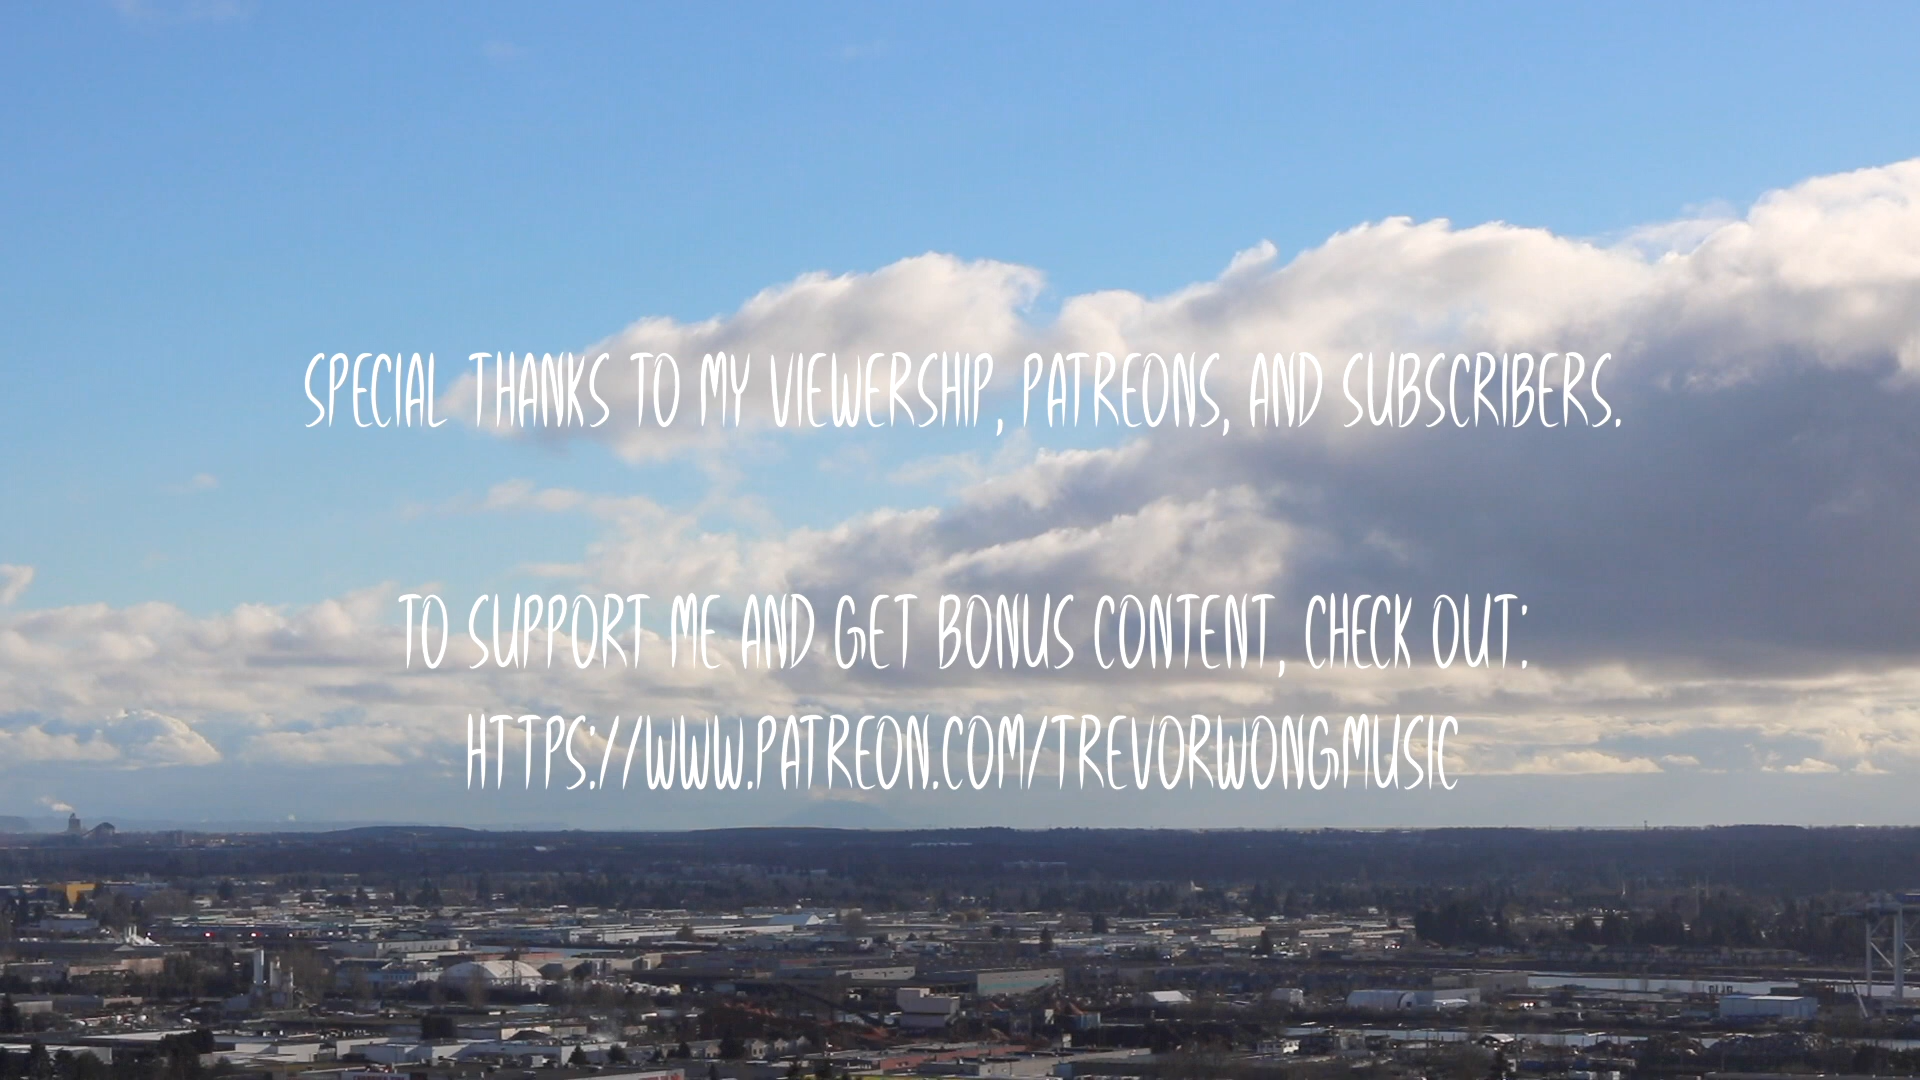 SPECIAL THANKS TO MY VIEWERSHIP, PATREONS, AND SUBSCRIBERS.
TO SUPPORT ME AND GET BONUS CONTENT, CHECK OUT:
HTTPS://WWW.PATREON.COM/TREVORWONGMUSIC